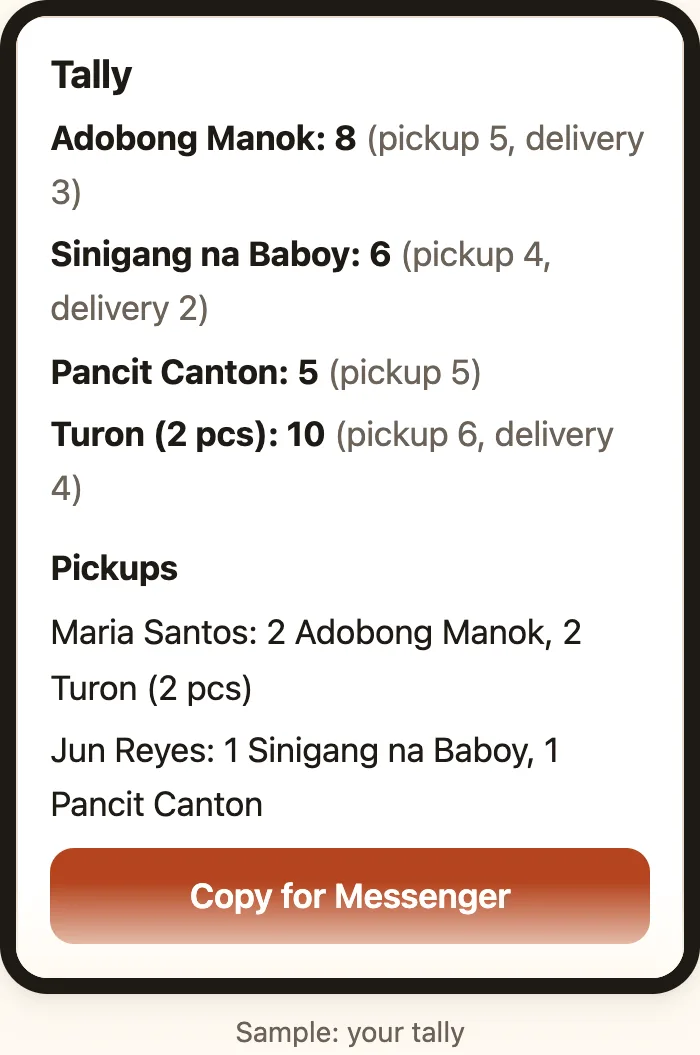 Tally
Adobong Manok: 8 (pickup 5, delivery
3)
Sinigang na Baboy: 6 (pickup 4,
delivery 2)
Pancit Canton: 5 (pickup 5)
Turon (2 pcs): 10 (pickup 6, delivery
4)
Pickups
Maria Santos: 2 Adobong Manok, 2
Turon (2 pcs)
Jun Reyes: 1 Sinigang na Baboy, 1
Pancit Canton
Copy for Messenger
Sample: your tally